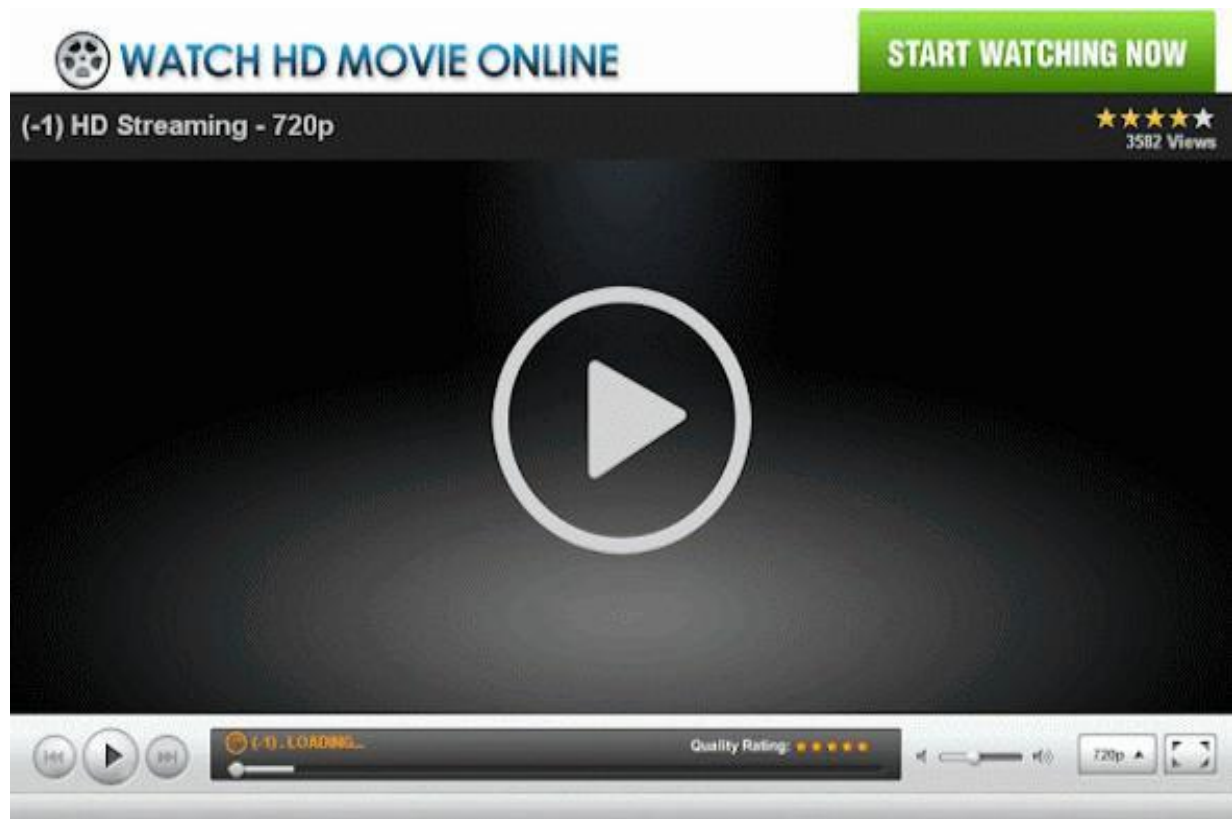 WATCH HD MOVIE ONLINE
START WATCHING NOW
(-1) HD Streaming - 720p
3582 Views
(-1) . LOADING...
Quality Rating:
720p